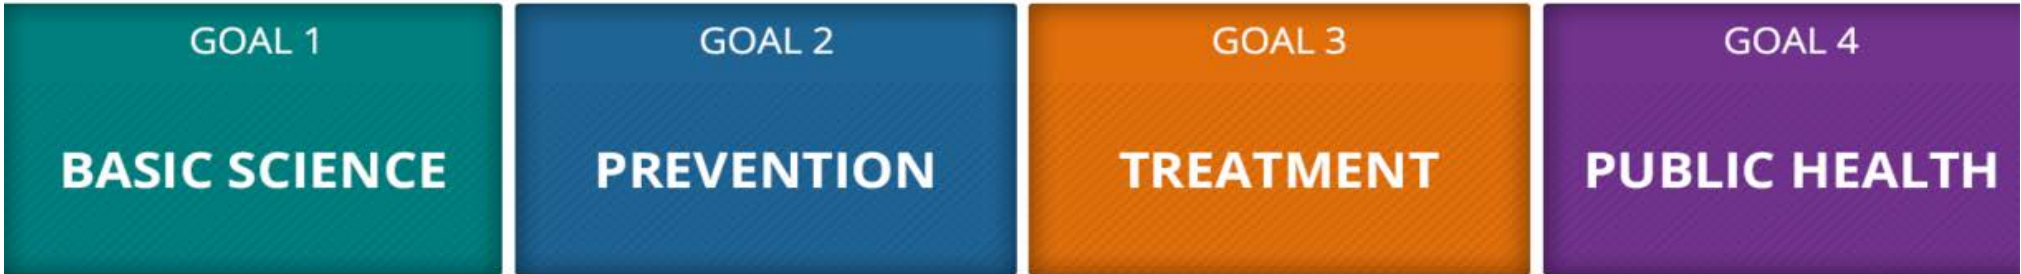 GOAL 1
BASIC SCIENCE
GOAL 2
PREVENTION
GOAL 3
TREATMENT
GOAL 4
PUBLIC HEALTH